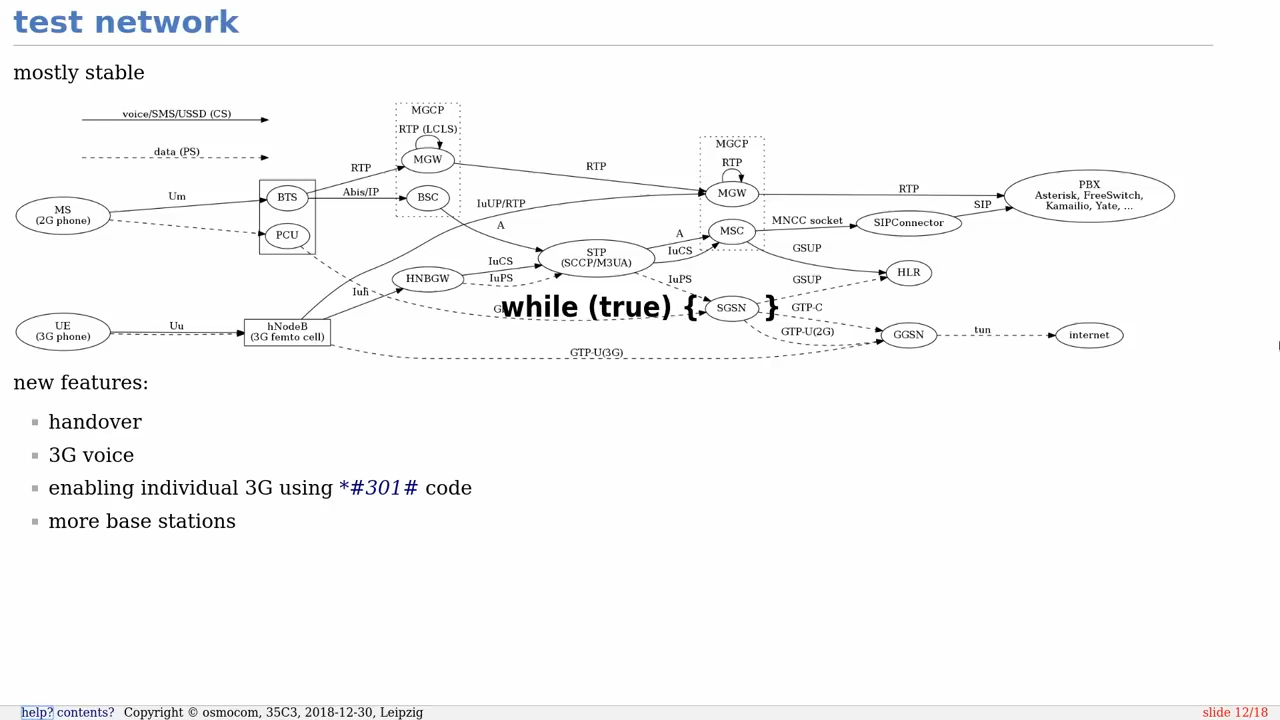 test network
mostly stable
voice/SMS/USSD (CS)
data (PS)
MGCP
RTP (LCLS)
MGW
BSC
MGCP
RTP
MGW
MSC
RTP
RTP
RTP
Abis/IP
Um
MS
(2G phone)
BTS
PCU
IuUP/RTP
A
PBX
Asterisk, FreeSwitch,
Kamailio, Yate, ...
SIP
SIPConnector
MNCC socket
A
IuCS
STP
(SCCP/M3UA)
GSUP
HLR
GSUP
IuCS
IuPS
HNBGW
IuPS
Iuh
while (true) { }
SGSN
GTP-C
GTP-U(2G)
GGSN
tun
internet
UE
(3G phone)
Uu
hNodeB
(3G femto cell)
GTP-U(3G)
new features:
handover
3G voice
enabling individual 3G using *#301# code
more base stations
help? contents? Copyright © osmocom, 35C3, 2018-12-30, Leipzig
slide 12/18